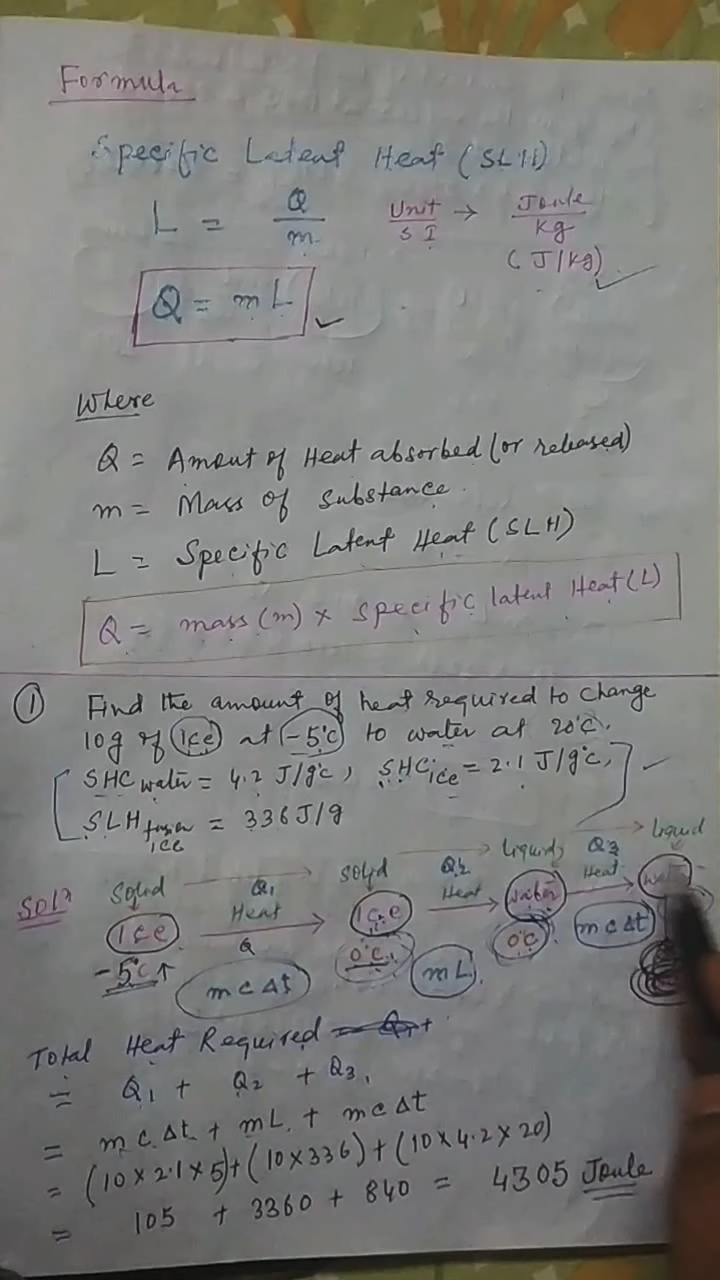 Formula
Specific Latent Heat (SLH)
L = Q/m Unit/SI → Joule/Kg
(J/Kg)
Q = mL
Where
Q = Amout of Heat absorbed (or released)
m = Mass of Substance.
L = Specific Latent Heat (SLH)
Q = mass (m) × specific latent Heat (L)
① Find the amount of heat required to change
10g of Ice at -5°C to water at 20°C.
SHC water = 4.2 J/g°C, SHC ice = 2.1 J/g°C,
SLH fusion ice = 336 J/g
Solid → Solid → Liquid → liquid
Sol? Ice Q1 Heat Q → Ice Q2 Heat → water Q3 Heat → 
-5°C ↑ mcΔt 0°C mL 0°C mcΔt
Total Heat Required
= Q1 + Q2 + Q3,
= mcΔt + mL + mcΔt
= (10 × 2.1 × 5) + (10 × 336) + (10 × 4.2 × 20)
= 105 + 3360 + 840 = 4305 Joule